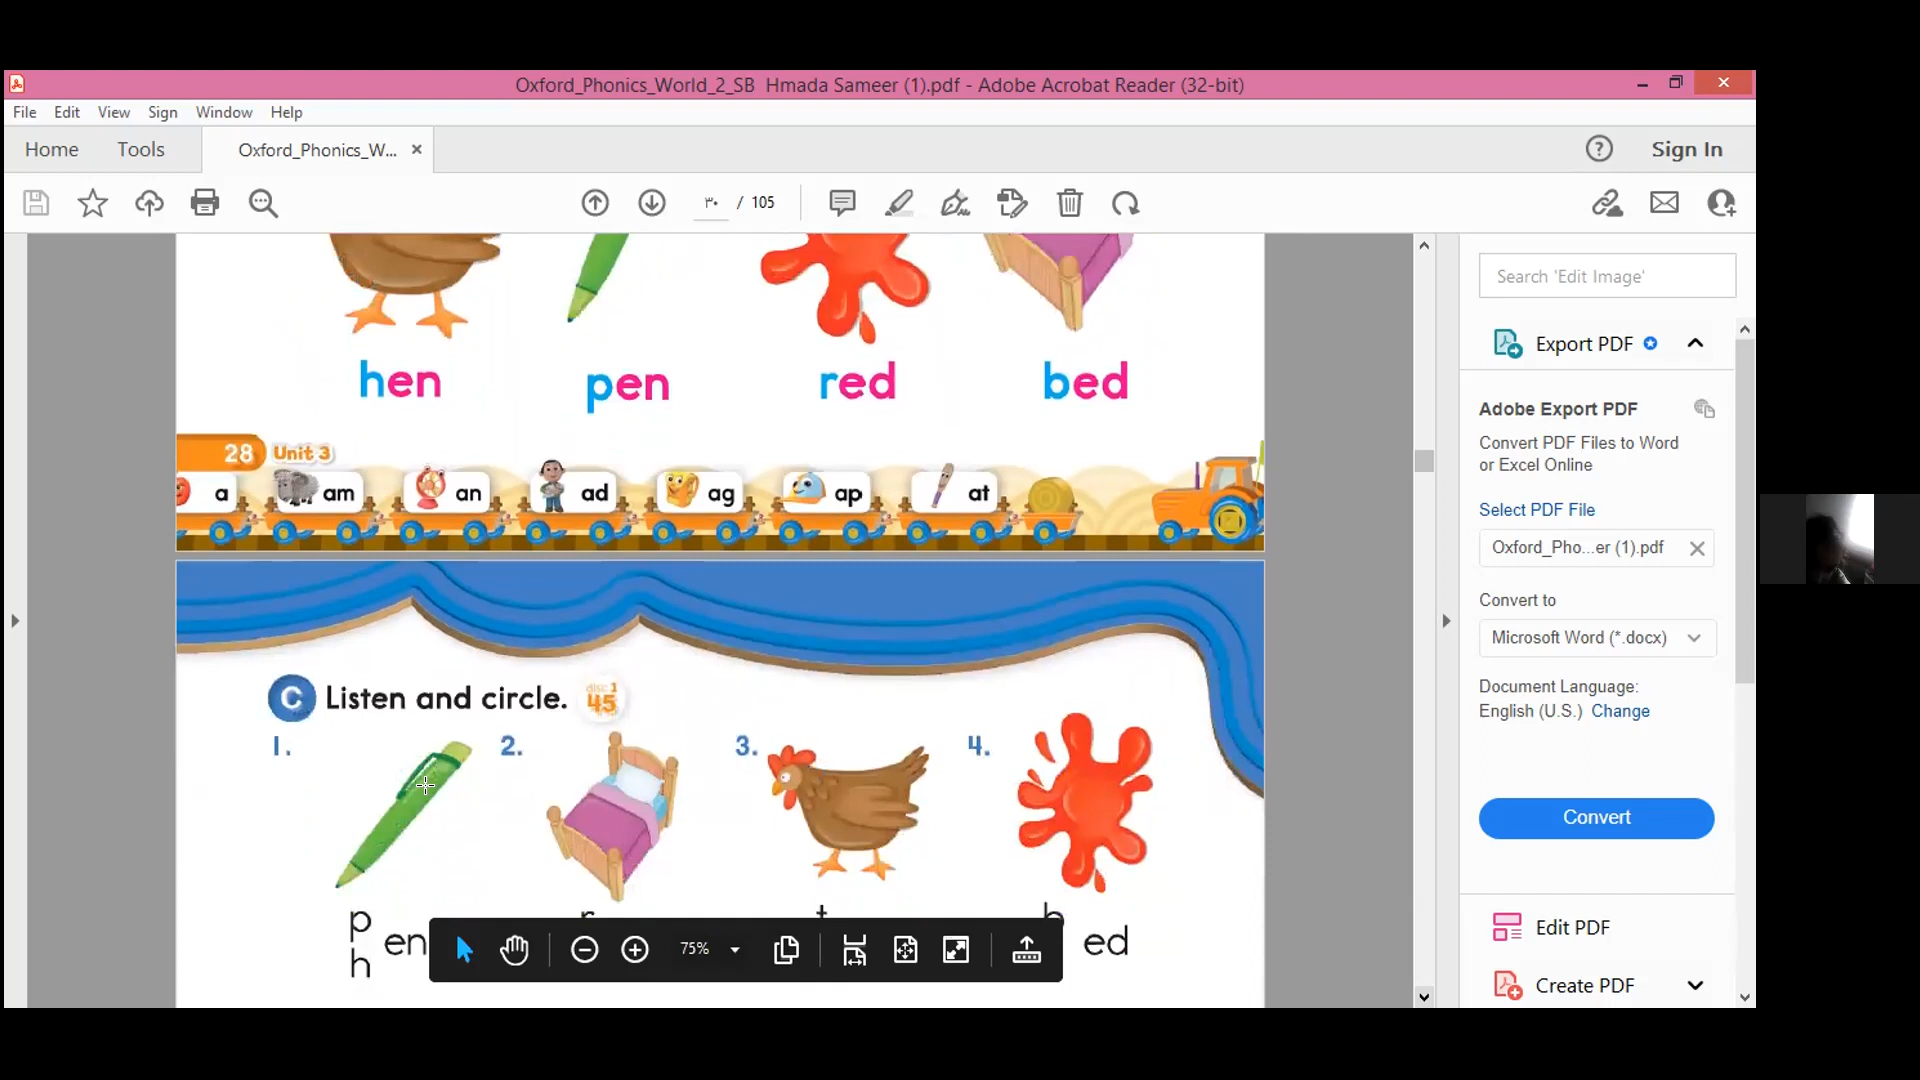 Oxford_Phonics_World_2_SB  Hmada Sameer (1).pdf - Adobe Acrobat Reader (32-bit)
File Edit View Sign Window Help
Home Tools Oxford_Phonics_W... Sign In
٣٠ / 105
Search 'Edit Image'
Export PDF
Adobe Export PDF
Convert PDF Files to Word
or Excel Online
Select PDF File
Oxford_Pho...er (1).pdf
Convert to
Microsoft Word (*.docx)
Document Language:
English (U.S.) Change
Convert
Edit PDF
Create PDF
hen pen red bed
28 Unit 3
a am an ad ag ap at
C Listen and circle. disc 1 45
1. 2. 3. 4.
p
h
en
ed
75%